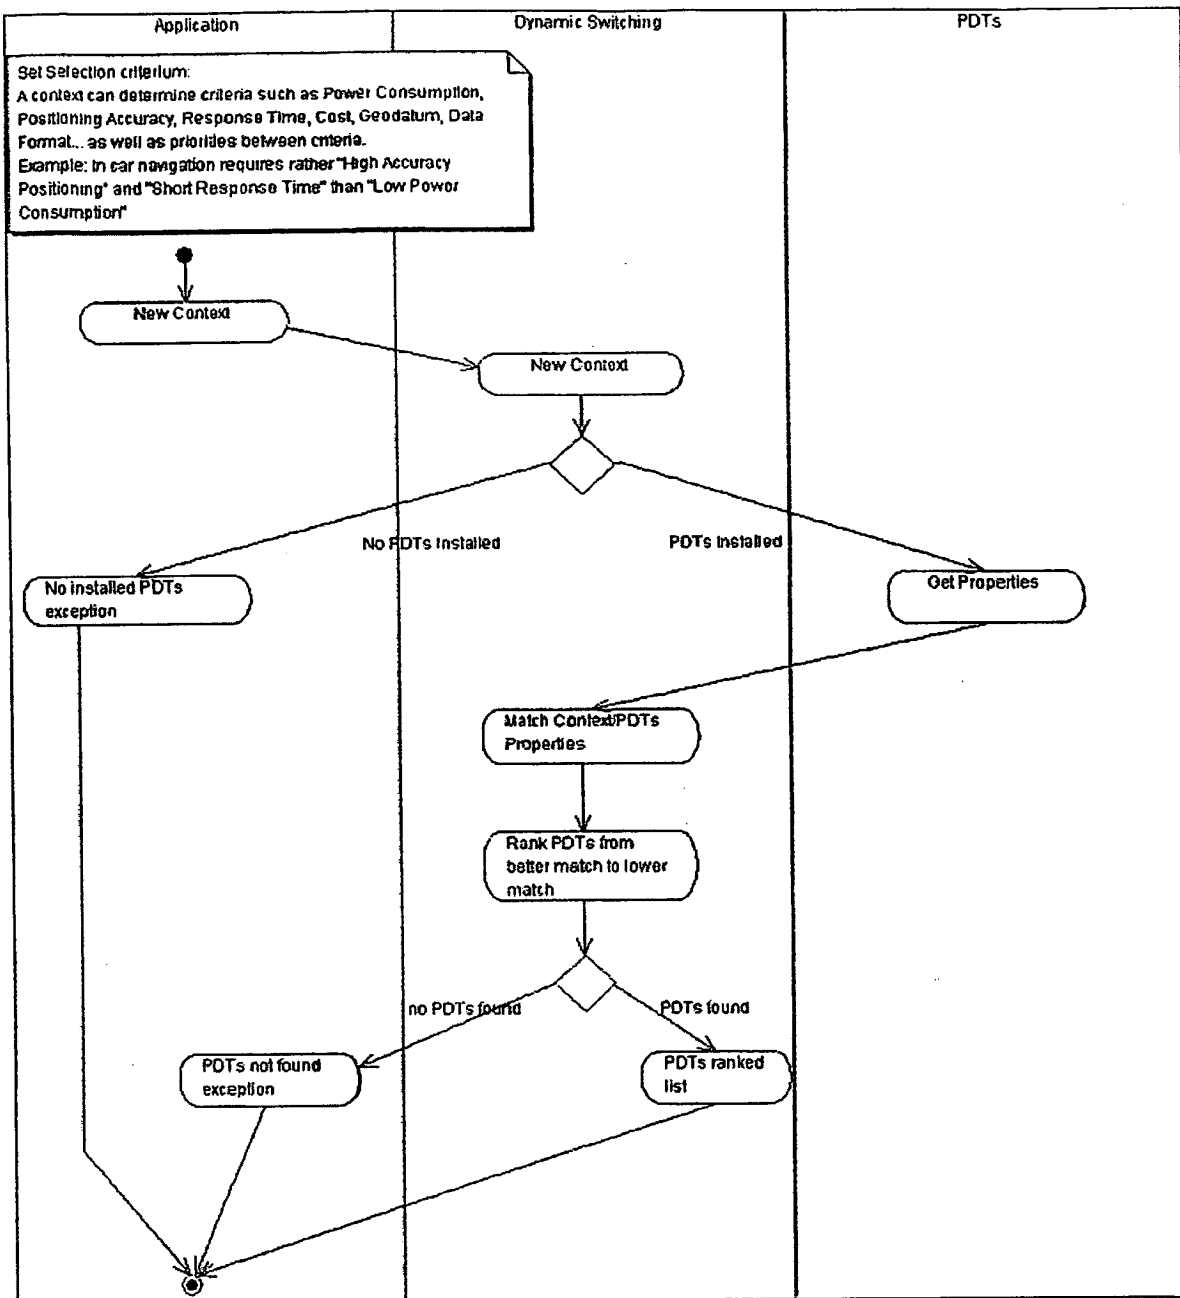 Application
Dynamic Switching
PDTs
Set Selection criterium:
A context can determine criteria such as Power Consumption,
Positioning Accuracy, Response Time, Cost, Geodatum, Data
Format... as well as priorities between criteria.
Example: In car navigation requires rather "High Accuracy
Positioning" and "Short Response Time" than "Low Power
Consumption"
New Context
New Context
No PDTs Installed
PDTs Installed
No installed PDTs
exception
Get Properties
Match Context/PDTs
Properties
Rank PDTs from
better match to lower
match
no PDTs found
PDTs found
PDTs not found
exception
PDTs ranked
list